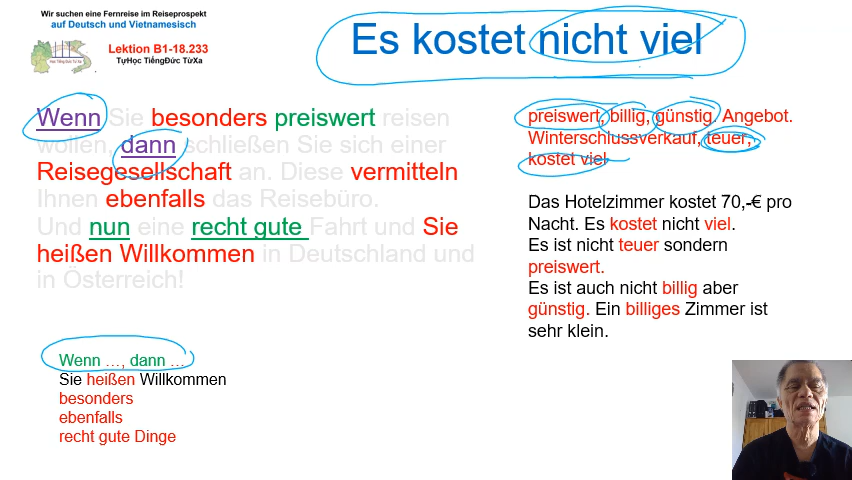 Wir suchen eine Fernreise im Reiseprospekt
auf Deutsch und Vietnamesisch
Lektion B1-18.233
TựHọc TiếngĐức TừXa
Es kostet nicht viel
Wenn Sie besonders preiswert reisen
wollen, dann schließen Sie sich einer
Reisegesellschaft an. Diese vermitteln
Ihnen ebenfalls das Reisebüro.
Und nun eine recht gute Fahrt und Sie
heißen Willkommen in Deutschland und
in Österreich!
Wenn ..., dann ...
Sie heißen Willkommen
besonders
ebenfalls
recht gute Dinge
preiswert, billig, günstig, Angebot.
Winterschlussverkauf, teuer,
kostet viel
Das Hotelzimmer kostet 70,-€ pro
Nacht. Es kostet nicht viel.
Es ist nicht teuer sondern
preiswert.
Es ist auch nicht billig aber
günstig. Ein billiges Zimmer ist
sehr klein.